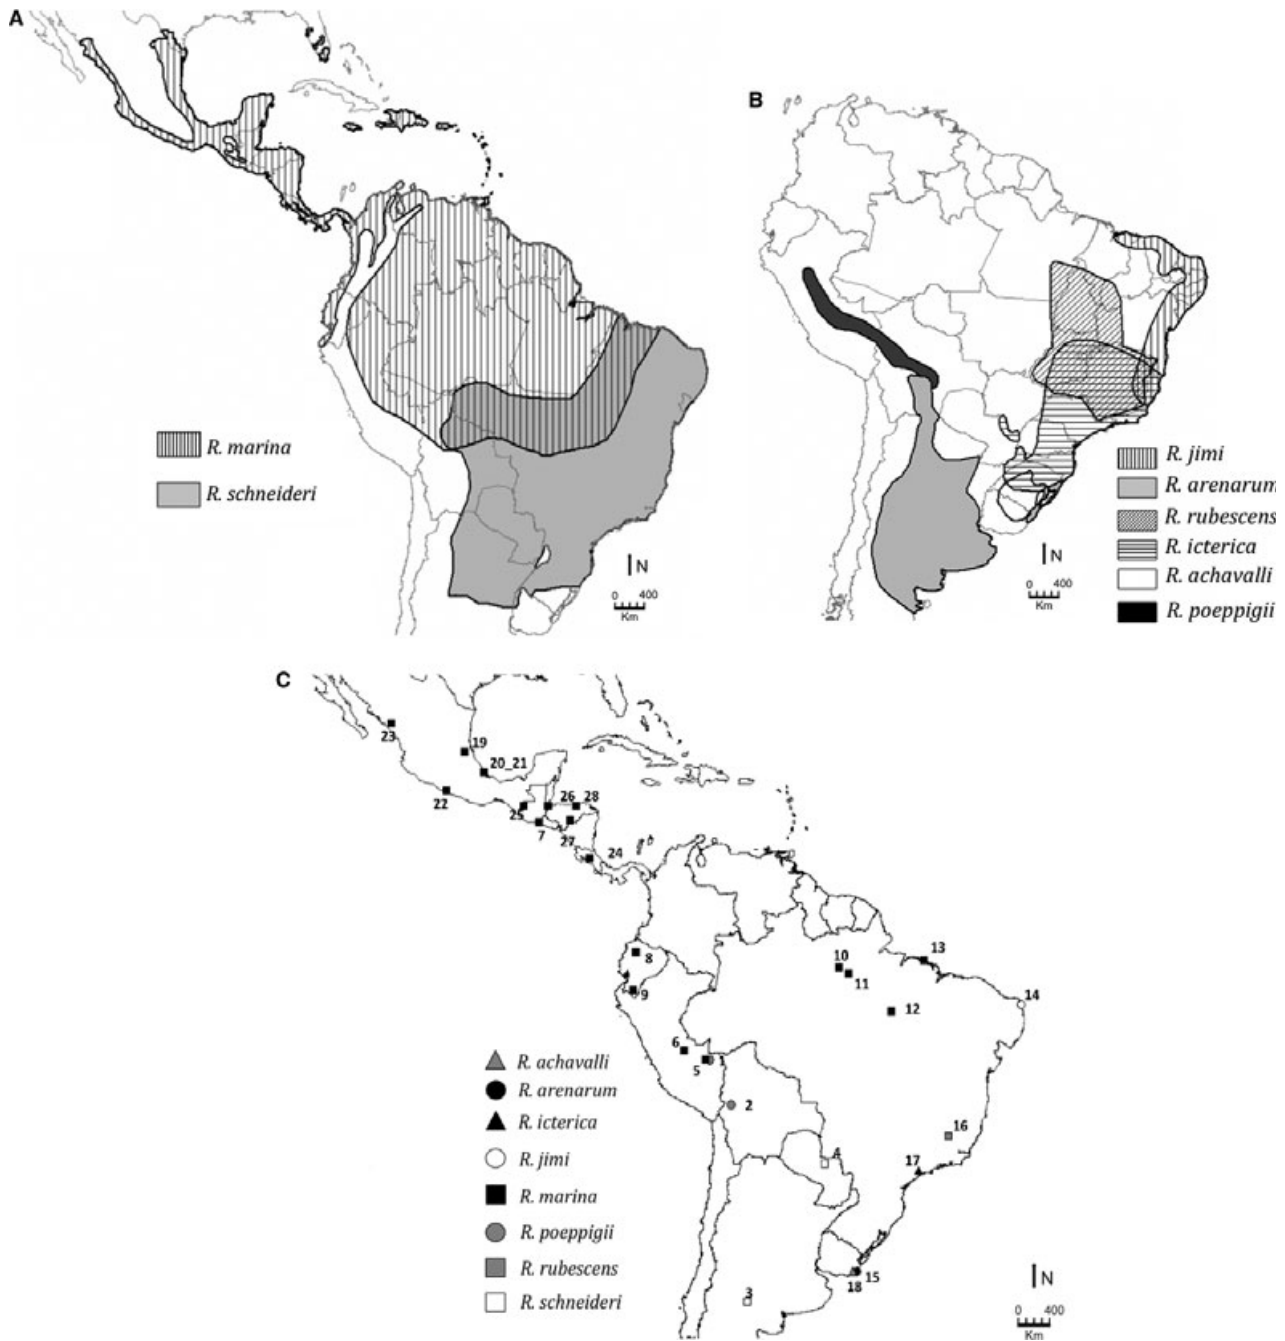 A
B
R. marina
R. schneideri
N
0 400
Km
R. jimi
R. arenarum
R. rubescens
R. icterica
R. achavalli
R. poeppigii
N
0 400
Km
C
23
19
20_21
22
25
26
28
7
27
24
8
9
10
11
13
12
14
6
5
1
2
4
16
17
3
18
15
R. achavalli
R. arenarum
R. icterica
R. jimi
R. marina
R. poeppigii
R. rubescens
R. schneideri
N
0 400
Km